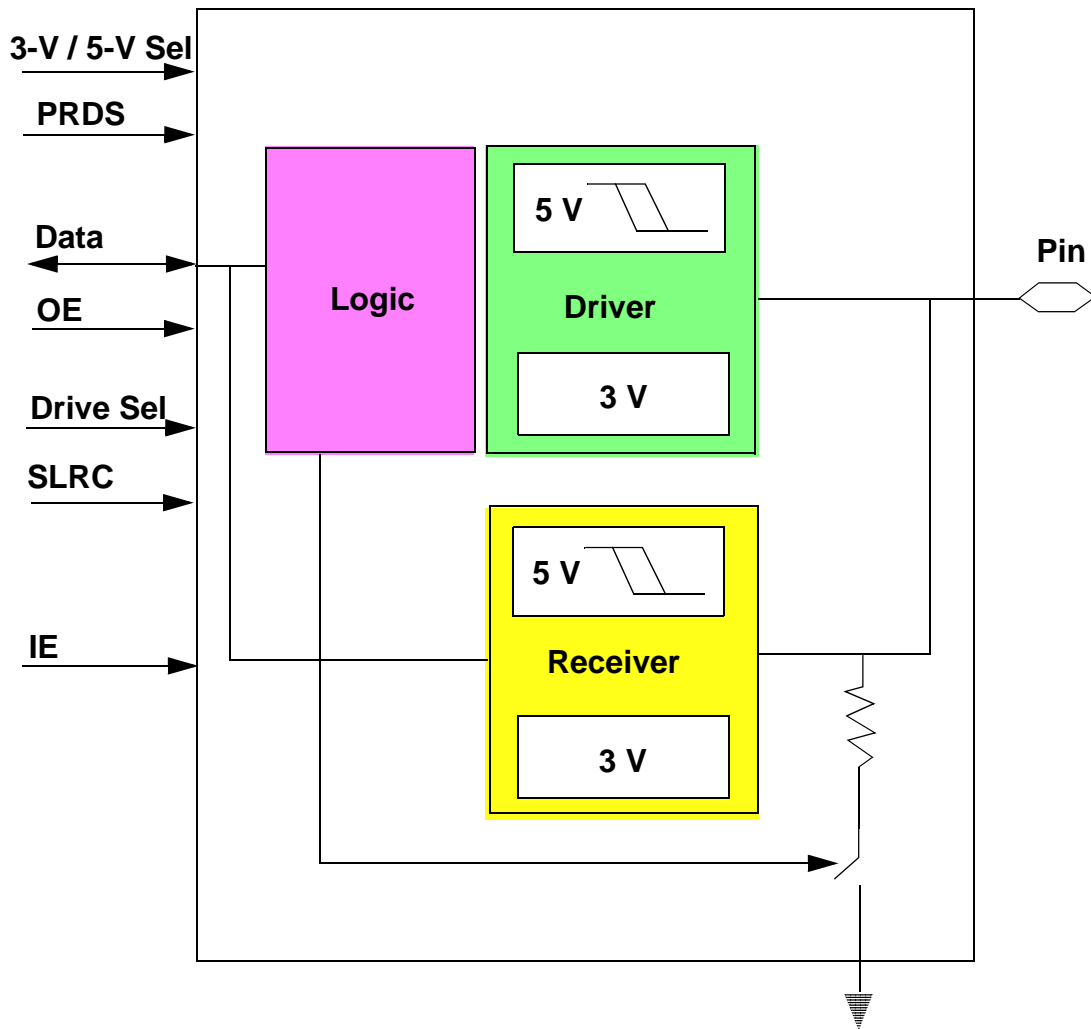 3-V / 5-V Sel
PRDS
Data
OE
Drive Sel
SLRC
IE
Logic
5 V
Driver
3 V
5 V
Receiver
3 V
Pin